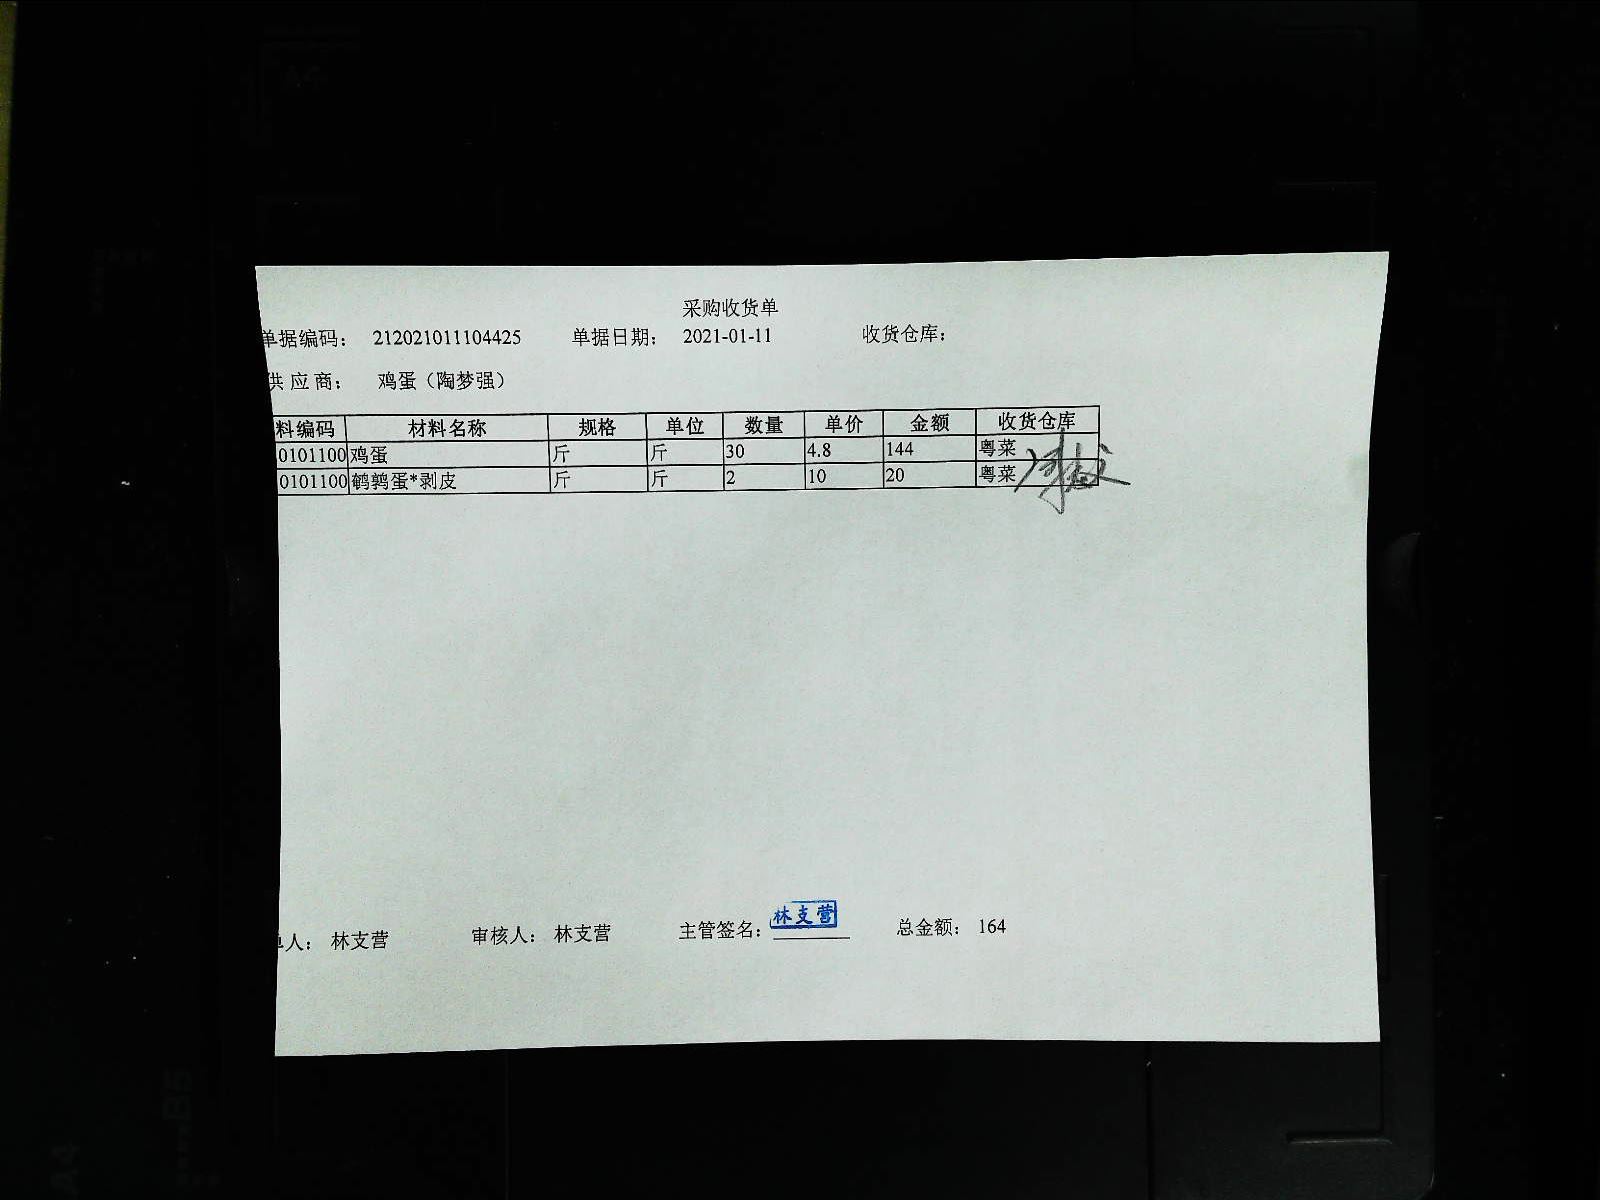 采购收货单
单据编码： 212021011104425 单据日期： 2021-01-11 收货仓库：
供应商： 鸡蛋（陶梦强）
料编码 材料名称 规格 单位 数量 单价 金额 收货仓库
0101100 鸡蛋 斤 斤 30 4.8 144 粤菜
0101100 鹌鹑蛋*剥皮 斤 斤 2 10 20 粤菜
单人： 林支营 审核人： 林支营 主管签名： 林支营 总金额： 164